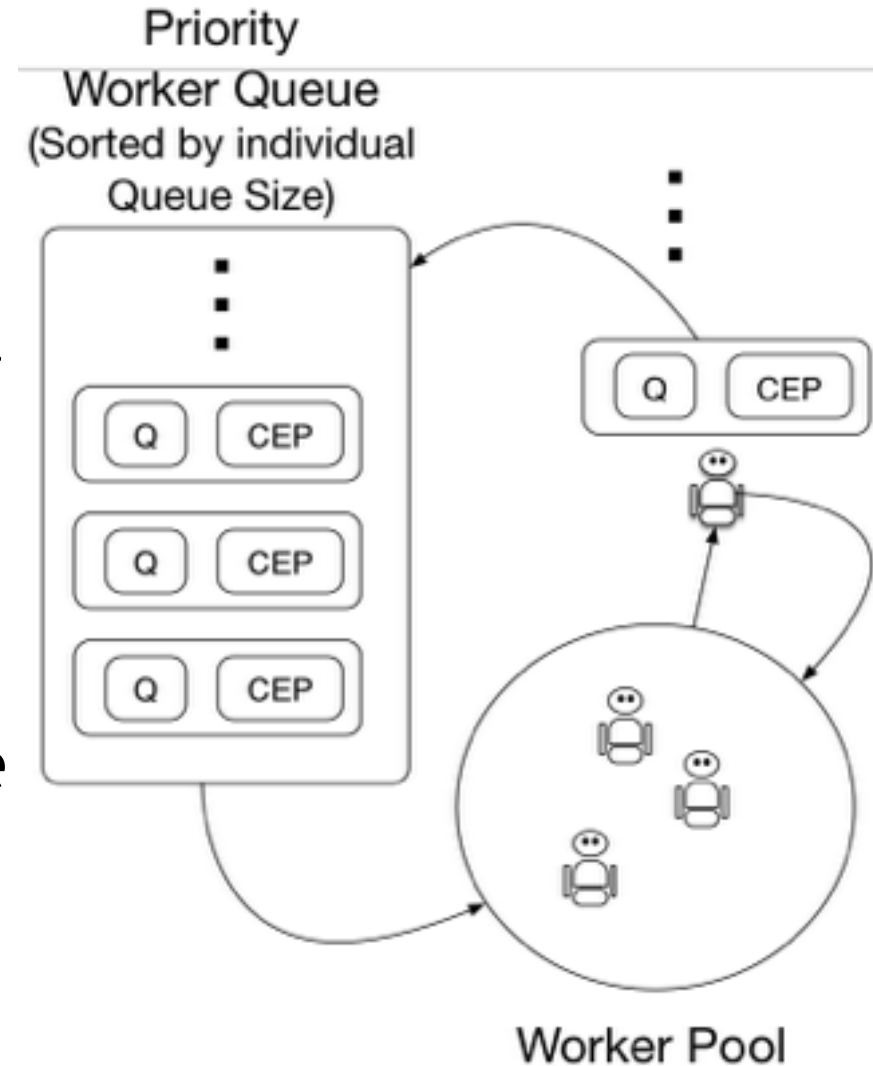 Priority
Worker Queue
(Sorted by individual
Queue Size)
Q CEP
Q CEP
Q CEP
Q CEP
e
Worker Pool